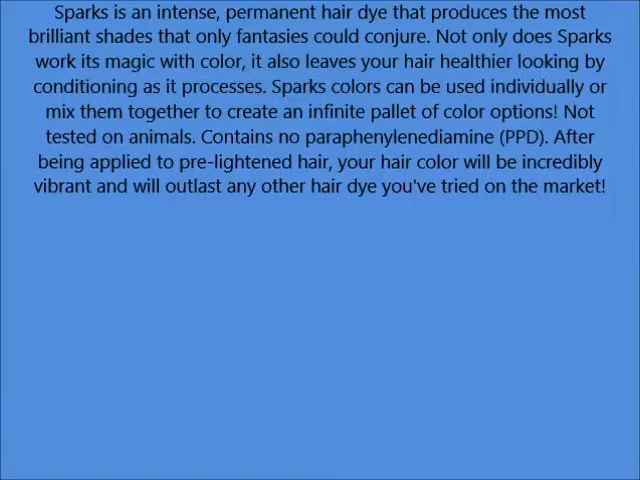 Sparks is an intense, permanent hair dye that produces the most
brilliant shades that only fantasies could conjure. Not only does Sparks
work its magic with color, it also leaves your hair healthier looking by
conditioning as it processes. Sparks colors can be used individually or
mix them together to create an infinite pallet of color options! Not
tested on animals. Contains no paraphenylenediamine (PPD). After
being applied to pre-lightened hair, your hair color will be incredibly
vibrant and will outlast any other hair dye you've tried on the market!